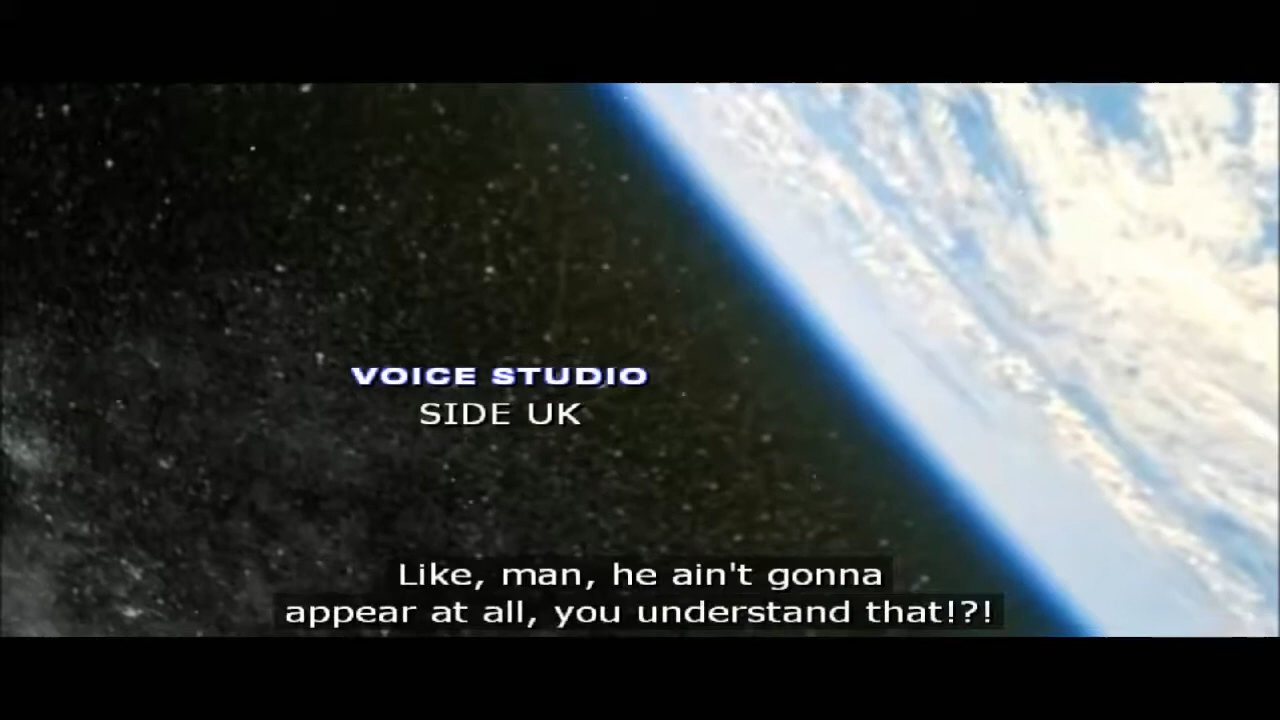 VOICE STUDIO
SIDE UK
Like, man, he ain't gonna
appear at all, you understand that!?!